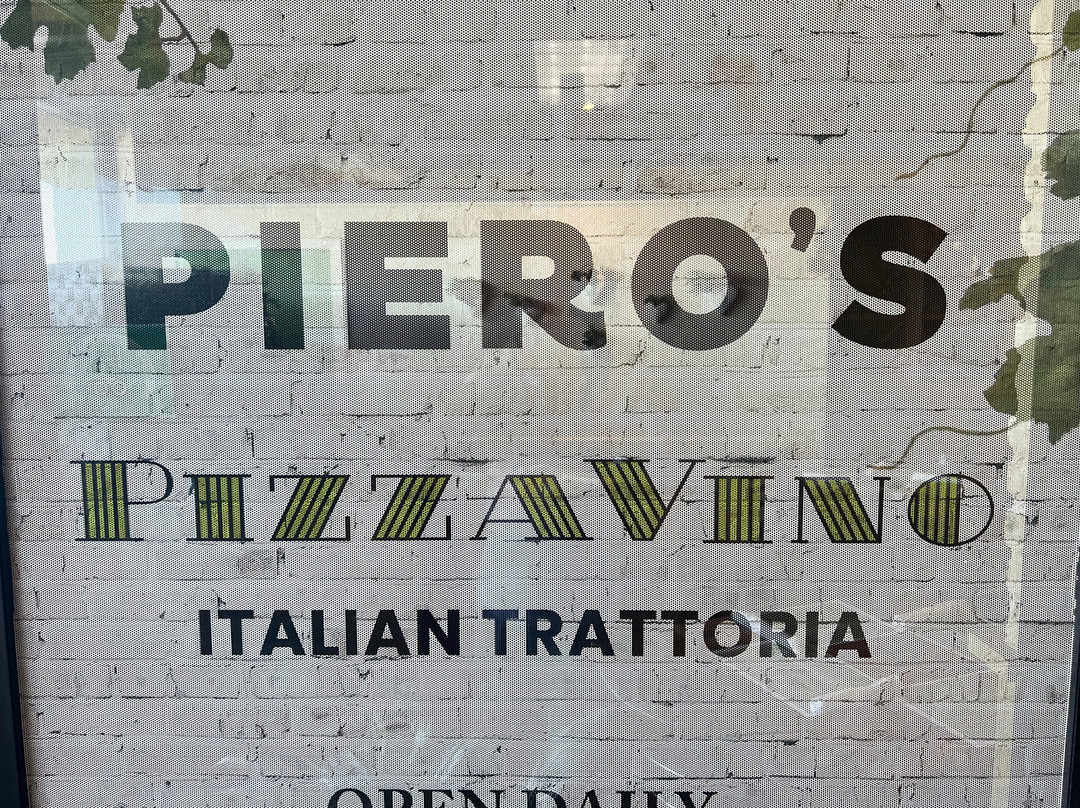 PIERO'S
PIZZAVINO
ITALIAN TRATTORIA
OPEN DAILY